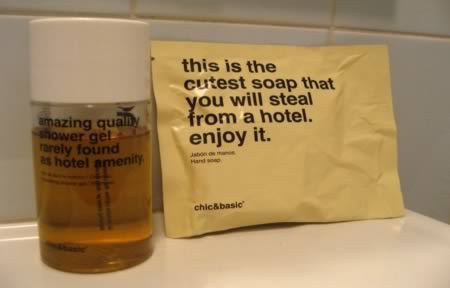 amazing quality
shower gel
rarely found
as hotel amenity.
chic&basic®
this is the
cutest soap that
you will steal
from a hotel.
enjoy it.
Jabón de manos.
Hand soap.
chic&basic®